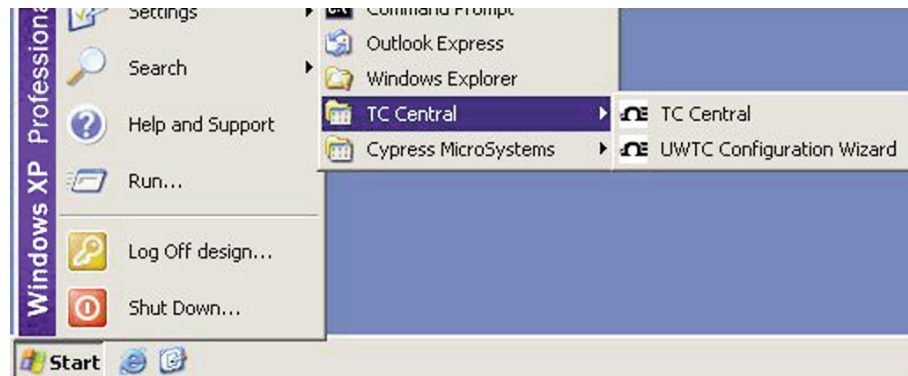 Settings
Command Prompt
Outlook Express
Search
Windows Explorer
TC Central
TC Central
Help and Support
Cypress MicroSystems
UWTC Configuration Wizard
Run...
Log Off design...
Shut Down...
Windows XP Professiona
Start